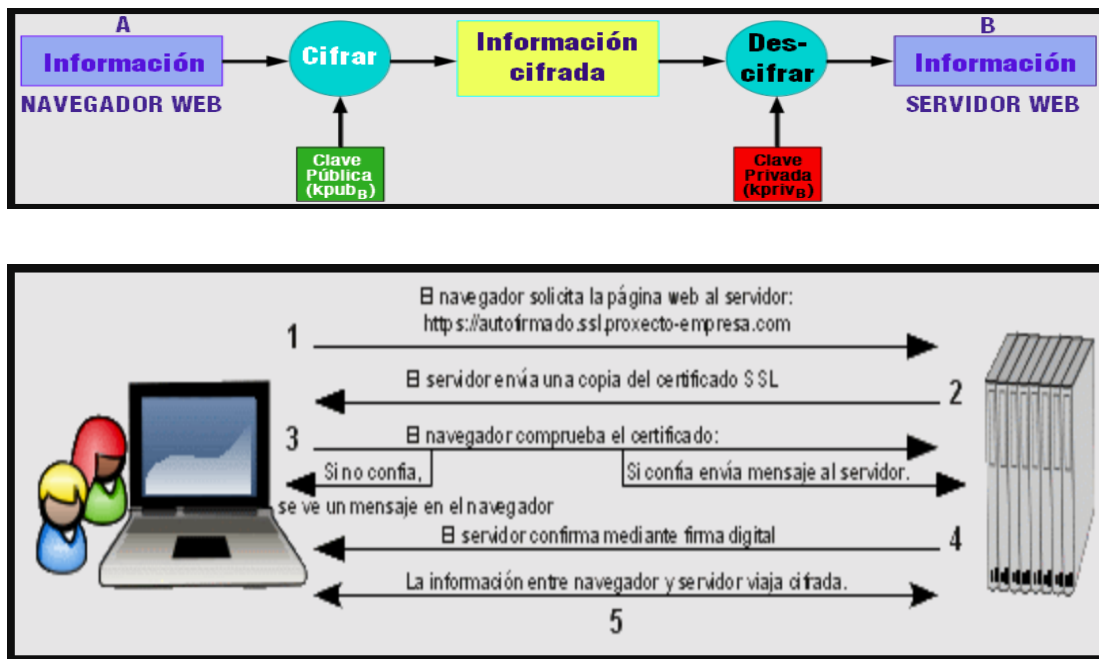 A
B
Información
Cifrar
Información
cifrada
Des-
cifrar
Información
NAVEGADOR WEB
SERVIDOR WEB
Clave
Pública
(kpubB)
Clave
Privada
(kprivB)
El navegador solicita la página web al servidor:
https://autofirmado.ssl.proxecto-empresa.com
1
El servidor envía una copia del certificado SSL
2
3
El navegador comprueba el certificado:
Si no confia,
Si confía envía mensaje al servidor.
se ve un mensaje en el navegador
El servidor confirma mediante firma digital
4
La información entre navegador y servidor viaja cifrada.
5